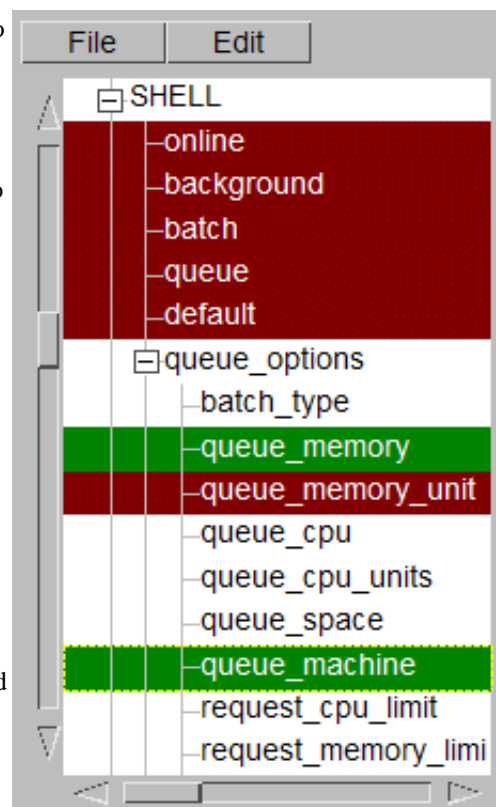 File Edit
SHELL
online
background
batch
queue
default
queue_options
batch_type
queue_memory
queue_memory_unit
queue_cpu
queue_cpu_units
queue_space
queue_machine
request_cpu_limit
request_memory_limi